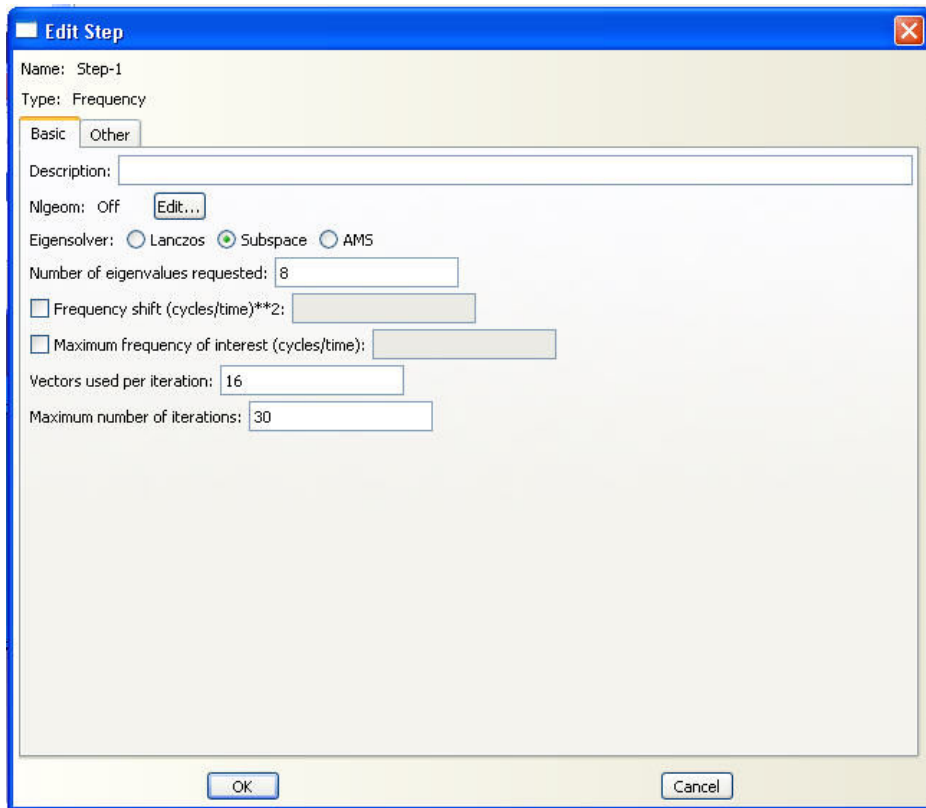 Edit Step
Name: Step-1
Type: Frequency
Basic Other
Description:
Nlgeom: Off Edit...
Eigensolver: Lanczos Subspace AMS
Number of eigenvalues requested: 8
Frequency shift (cycles/time)**2:
Maximum frequency of interest (cycles/time):
Vectors used per iteration: 16
Maximum number of iterations: 30
OK Cancel